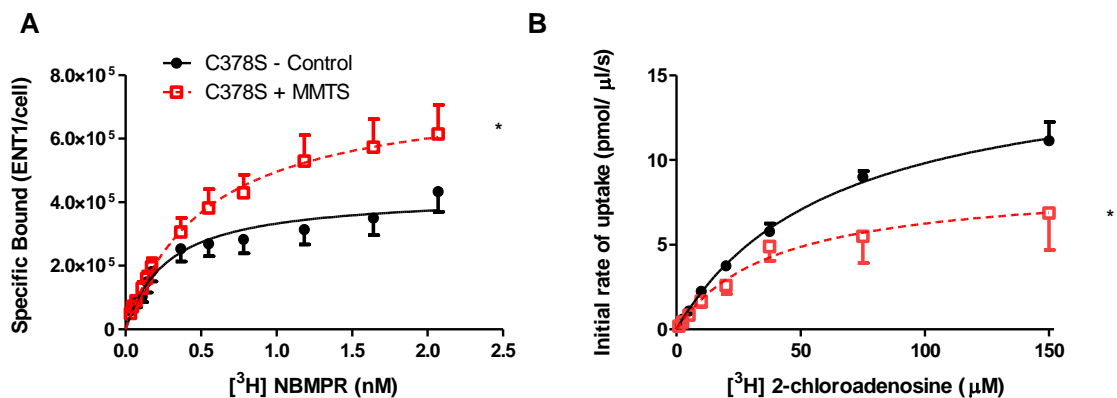 A
C378S - Control
C378S + MMTS
Specific Bound (ENT1/cell)
8.0×10⁵
6.0×10⁵
4.0×10⁵
2.0×10⁵
0
0.0 0.5 1.0 1.5 2.0 2.5
[³H] NBMPR (nM)
*
B
Initial rate of uptake (pmol/ μl/s)
15
10
5
0
0 50 100 150
[³H] 2-chloroadenosine (μM)
*